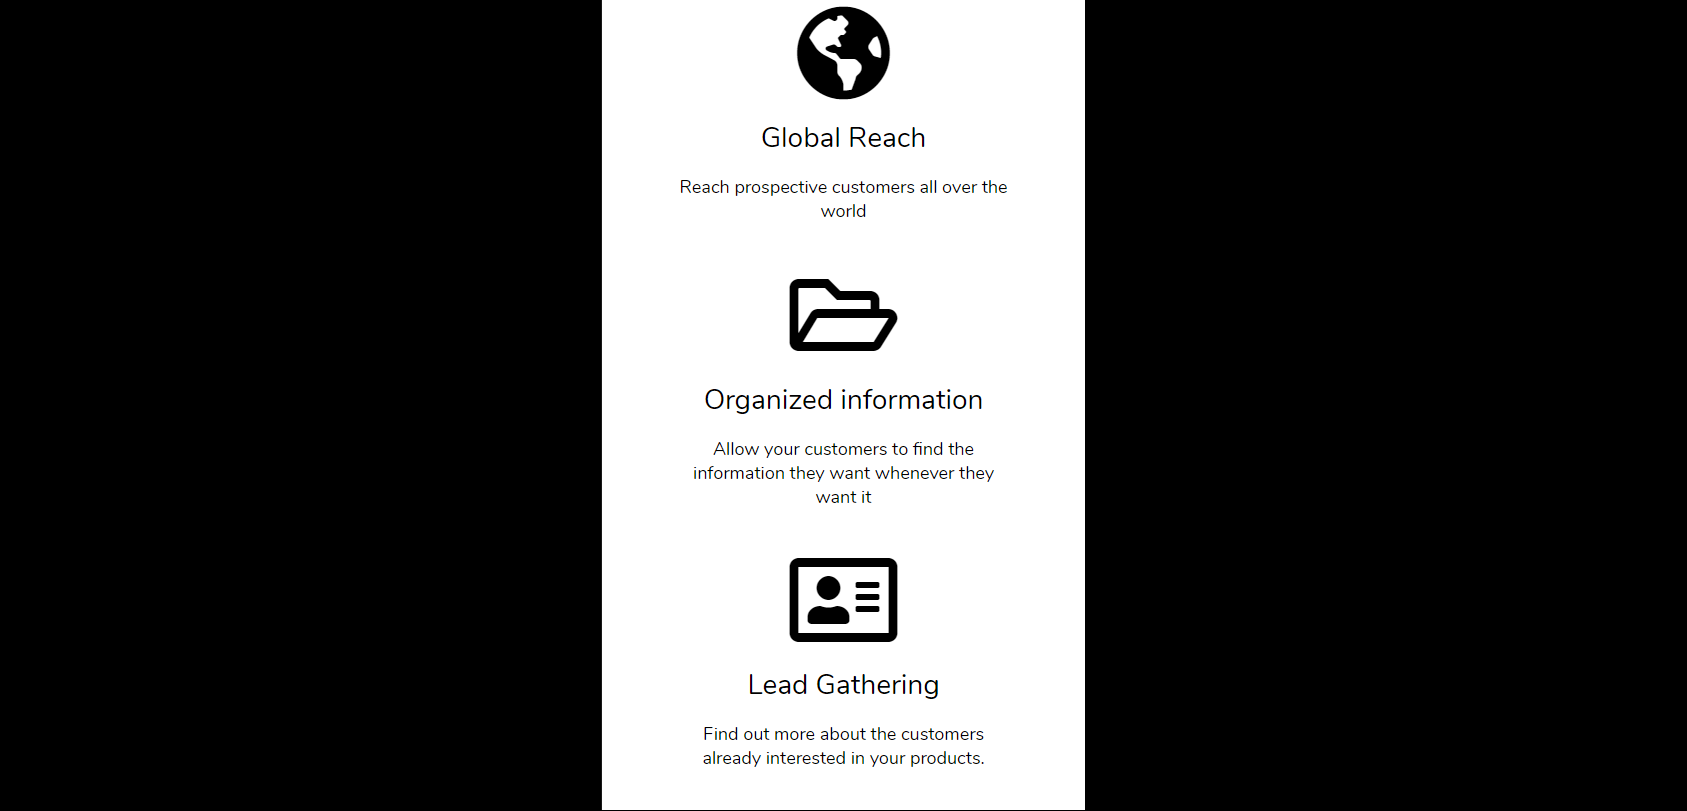 Global Reach
Reach prospective customers all over the
world
Organized information
Allow your customers to find the
information they want whenever they
want it
Lead Gathering
Find out more about the customers
already interested in your products.